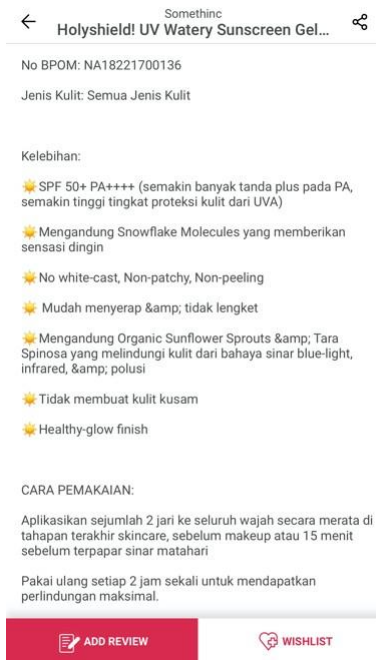 Somethinc
Holyshield! UV Watery Sunscreen Gel...
No BPOM: NA18221700136
Jenis Kulit: Semua Jenis Kulit
Kelebihan:
☀️SPF 50+ PA++++ (semakin banyak tanda plus pada PA,
semakin tinggi tingkat proteksi kulit dari UVA)
☀️Mengandung Snowflake Molecules yang memberikan
sensasi dingin
☀️No white-cast, Non-patchy, Non-peeling
☀️ Mudah menyerap &amp; tidak lengket
☀️Mengandung Organic Sunflower Sprouts &amp; Tara
Spinosa yang melindungi kulit dari bahaya sinar blue-light,
infrared, &amp; polusi
☀️Tidak membuat kulit kusam
☀️Healthy-glow finish
CARA PEMAKAIAN:
Aplikasikan sejumlah 2 jari ke seluruh wajah secara merata di
tahapan terakhir skincare, sebelum makeup atau 15 menit
sebelum terpapar sinar matahari
Pakai ulang setiap 2 jam sekali untuk mendapatkan
perlindungan maksimal.
ADD REVIEW
WISHLIST